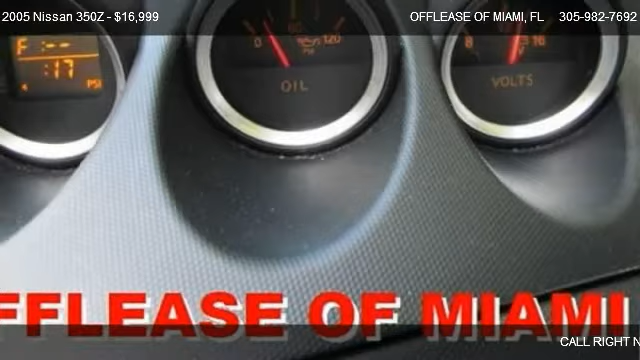 2005 Nissan 350Z - $16,999
OFFLEASE OF MIAMI, FL 305-982-7692
F :--
:17
PSI
0 120
OIL
8 16
V
VOLTS
FFLEASE OF MIAMI
CALL RIGHT N